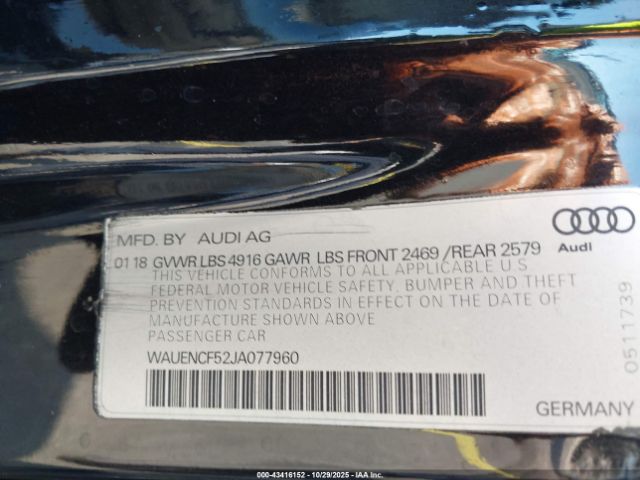 MFD. BY AUDI AG
01 18 GVWR LBS 4916 GAWR LBS FRONT 2469 / REAR 2579
THIS VEHICLE CONFORMS TO ALL APPLICABLE U.S
FEDERAL MOTOR VEHICLE SAFETY, BUMPER AND THEFT
PREVENTION STANDARDS IN EFFECT ON THE DATE OF
MANUFACTURE SHOWN ABOVE
PASSENGER CAR
WAUENCF52JA077960
Audi
05111739
GERMANY
000-43416152 | 10/29/2025 - IAA Inc.